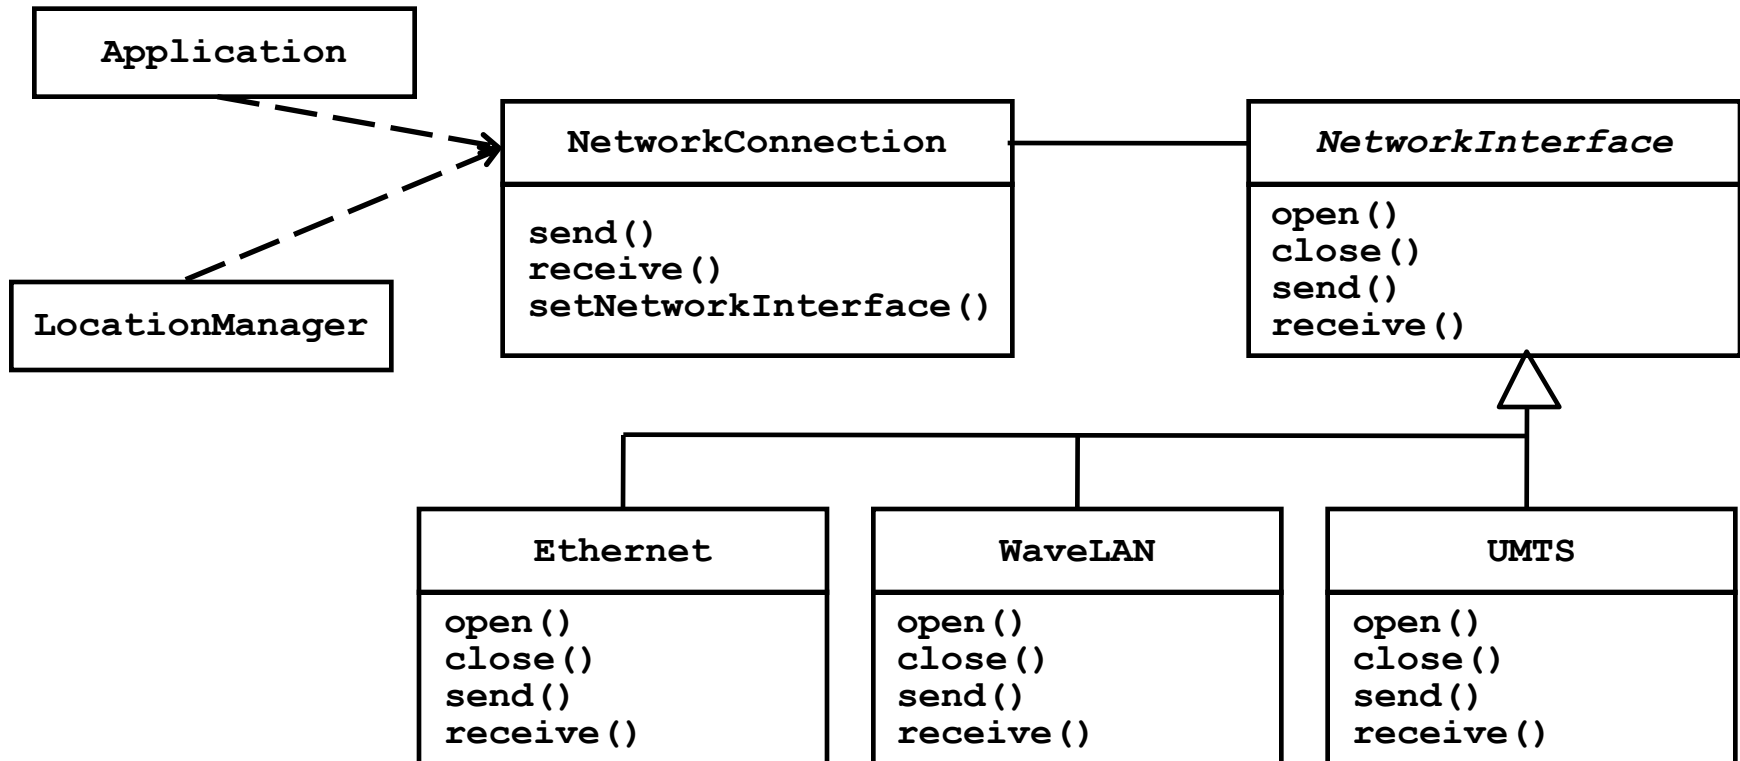 Application
LocationManager
NetworkConnection
send()
receive()
setNetworkInterface()
NetworkInterface
open()
close()
send()
receive()
Ethernet
open()
close()
send()
receive()
WaveLAN
open()
close()
send()
receive()
UMTS
open()
close()
send()
receive()